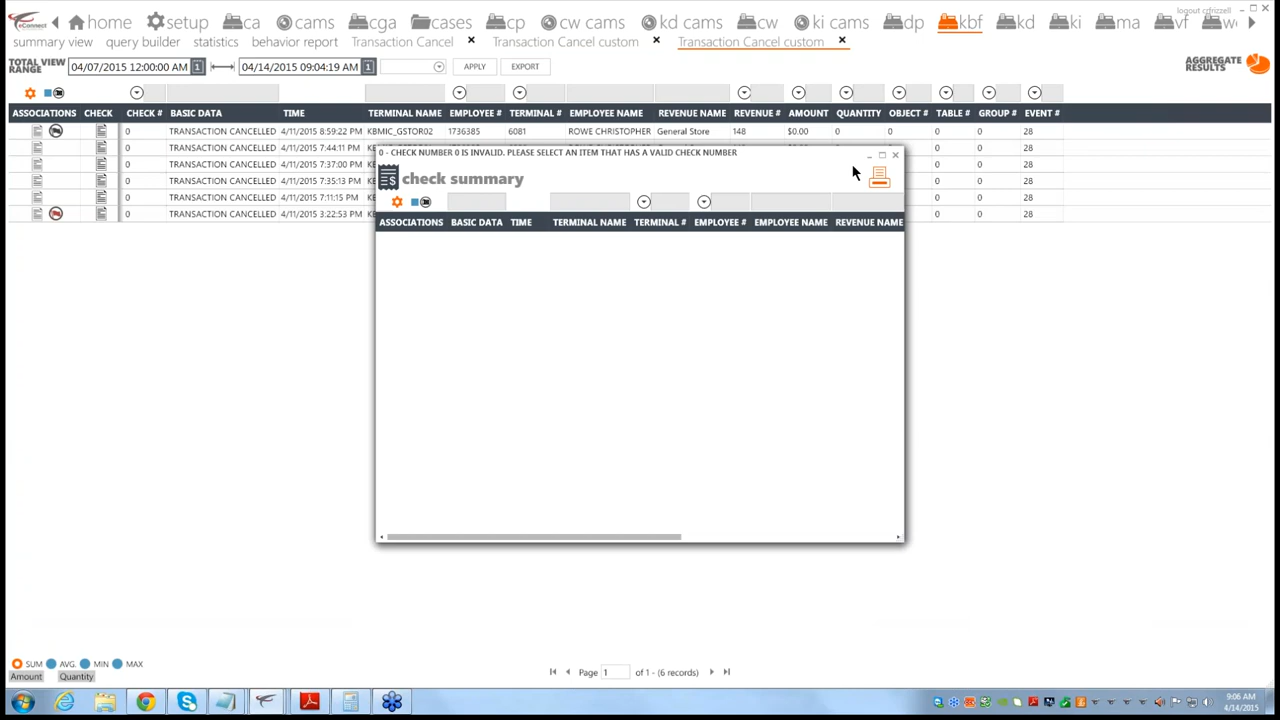 logout crfrizzell
eConnect home setup ca cams cga cases cp cw cams kd cams cw ki cams dp kbf kd ki ma vf
summary view query builder statistics behavior report Transaction Cancel × Transaction Cancel custom × Transaction Cancel custom ×
TOTAL VIEW RANGE 04/07/2015 12:00:00 AM 1 04/14/2015 09:04:19 AM 1 APPLY EXPORT AGGREGATE RESULTS
ASSOCIATIONS CHECK CHECK # BASIC DATA TIME TERMINAL NAME EMPLOYEE # TERMINAL # EMPLOYEE NAME REVENUE NAME REVENUE # AMOUNT QUANTITY OBJECT # TABLE # GROUP # EVENT #
0 TRANSACTION CANCELLED 4/11/2015 8:59:22 PM KBMIC_GSTOR02 1736385 6081 ROWE CHRISTOPHER General Store 148 $0.00 0 0 0 0 28
0 TRANSACTION CANCELLED 4/11/2015 7:44:11 PM 0 0 28
0 TRANSACTION CANCELLED 4/11/2015 7:37:00 PM 0 0 28
0 TRANSACTION CANCELLED 4/11/2015 7:35:13 PM 0 0 28
0 TRANSACTION CANCELLED 4/11/2015 7:11:15 PM 0 0 28
0 TRANSACTION CANCELLED 4/11/2015 3:22:53 PM 0 0 28
0 - CHECK NUMBER 0 IS INVALID. PLEASE SELECT AN ITEM THAT HAS A VALID CHECK NUMBER
check summary
ASSOCIATIONS BASIC DATA TIME TERMINAL NAME TERMINAL # EMPLOYEE # EMPLOYEE NAME REVENUE NAME
SUM AVG. MIN MAX
Amount Quantity
Page 1 of 1 - (6 records)
9:06 AM
4/14/2015